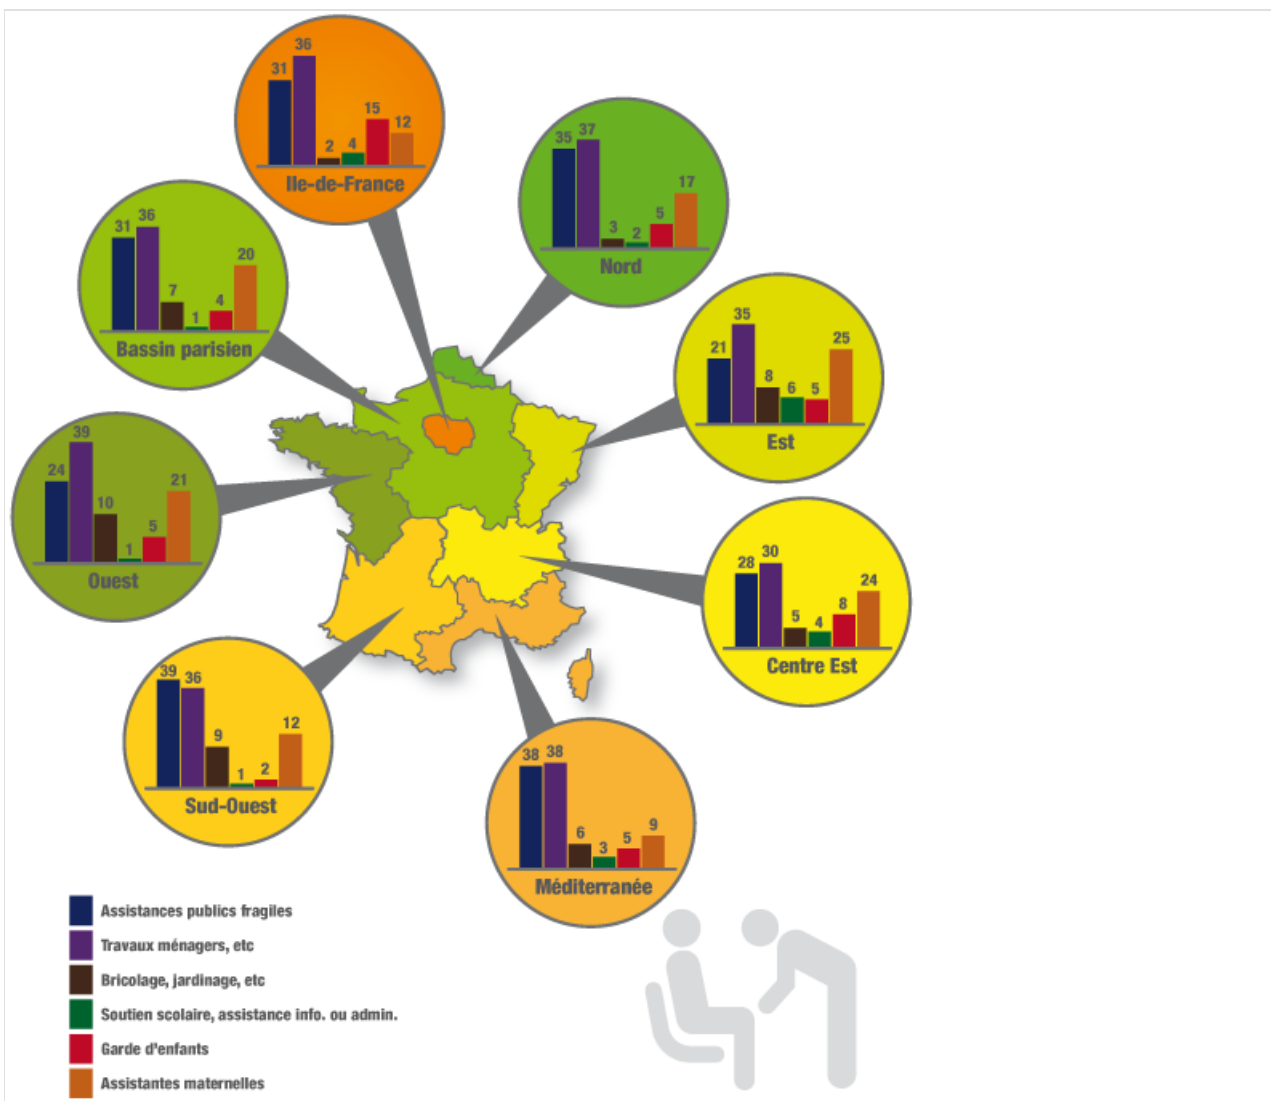 31 36 2 4 15 12
Ile-de-France
35 37 3 2 5 17
Nord
31 36 7 1 4 20
Bassin parisien
21 35 8 6 5 25
Est
24 39 10 1 5 21
Ouest
28 30 5 4 8 24
Centre Est
39 36 9 1 2 12
Sud-Ouest
38 38 6 3 5 9
Méditerranée
Assistances publics fragiles
Travaux ménagers, etc
Bricolage, jardinage, etc
Soutien scolaire, assistance info. ou admin.
Garde d'enfants
Assistantes maternelles